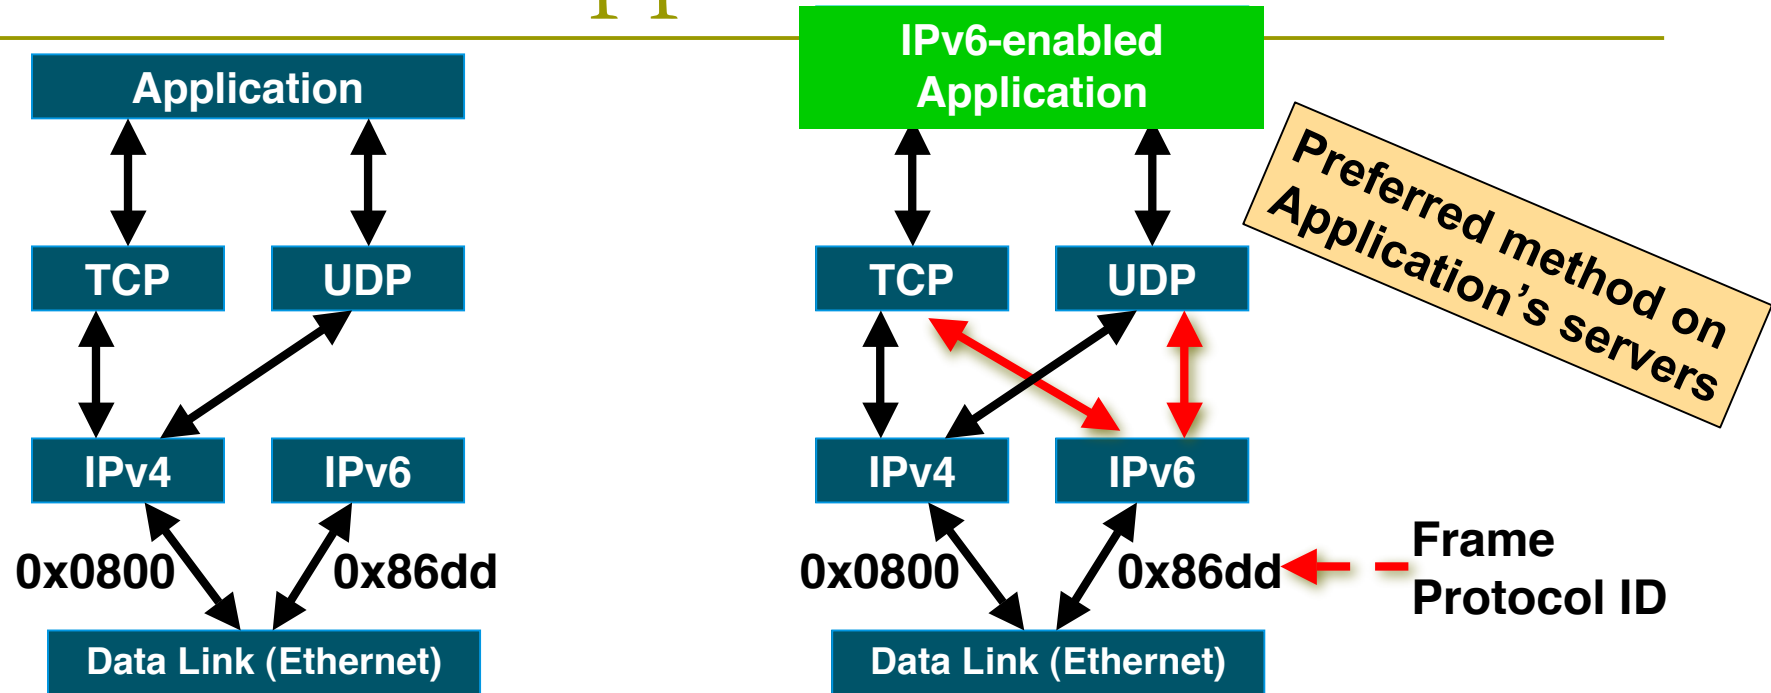 Application
TCP
UDP
IPv4
IPv6
0x0800
0x86dd
Data Link (Ethernet)
IPv6-enabled
Application
TCP
UDP
IPv4
IPv6
0x0800
0x86dd
Data Link (Ethernet)
Preferred method on
Application’s servers
Frame
Protocol ID